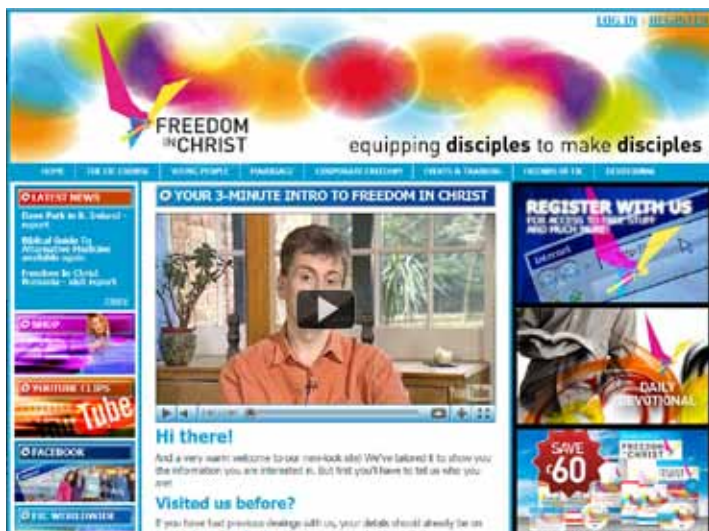 LOG IN - REGISTER
FREEDOM
IN CHRIST
equipping disciples to make disciples
HOME THE FIC COURSE YOUNG PEOPLE MARRIAGE CORPORATE FREEDOM EVENTS & TRAINING FRIENDS OF FIC DEVOTIONAL
LATEST NEWS
Dave Park in N. Ireland -
report
Biblical Guide To
Alternative Medicine
available again
Freedom In Christ
Romania - visit report
more
SHOP
YOUTUBE CLIPS
You Tube
FACEBOOK
FIC WORLDWIDE
YOUR 3-MINUTE INTRO TO FREEDOM IN CHRIST
Hi there!
And a very warm welcome to our new-look site! We've tailored it to show you
the information you are interested in. But first you'll have to tell us who you
are!
Visited us before?
If you have had previous dealings with us, your details should already be on
REGISTER WITH US
FOR ACCESS TO FREE STUFF
AND MUCH MORE!
Internet
DAILY
DEVOTIONAL
SAVE
£60
FREEDOM
IN CHRIST